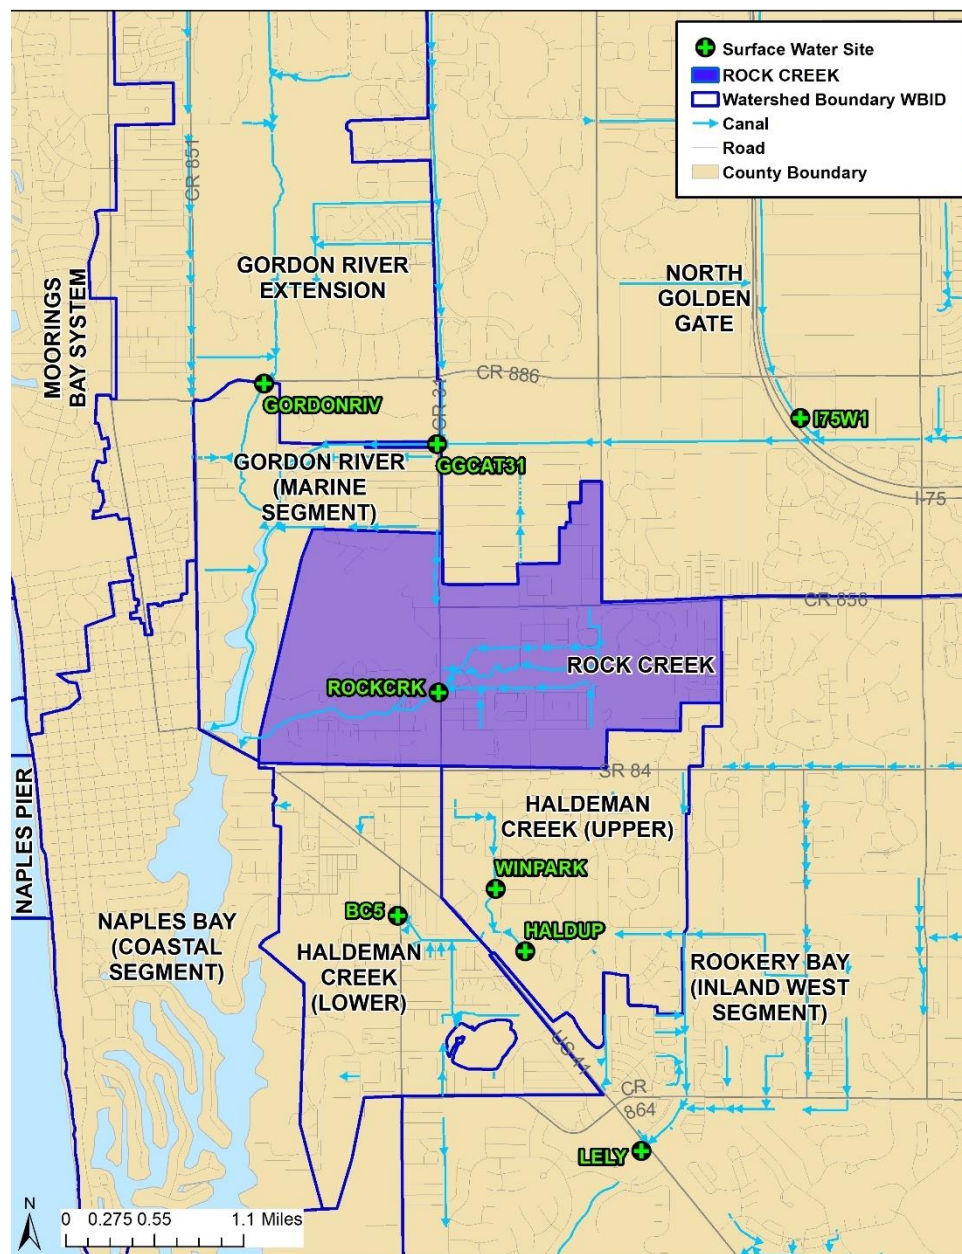 Surface Water Site
ROCK CREEK
Watershed Boundary WBID
Canal
Road
County Boundary
CR 851
GORDON RIVER
EXTENSION
NORTH
GOLDEN
GATE
MOORINGS
BAY SYSTEM
CR 886
CR 31
GORDONRIV
I75W1
GGCAT31
GORDON RIVER
(MARINE
SEGMENT)
I-75
CR 856
ROCK CREEK
ROCKCRK
SR 84
NAPLES PIER
HALDEMAN
CREEK (UPPER)
WINPARK
BC5
HALDUP
NAPLES BAY
(COASTAL
SEGMENT)
HALDEMAN
CREEK
(LOWER)
ROOKERY BAY
(INLAND WEST
SEGMENT)
US 41
CR
864
LELY
N
0 0.275 0.55 1.1 Miles